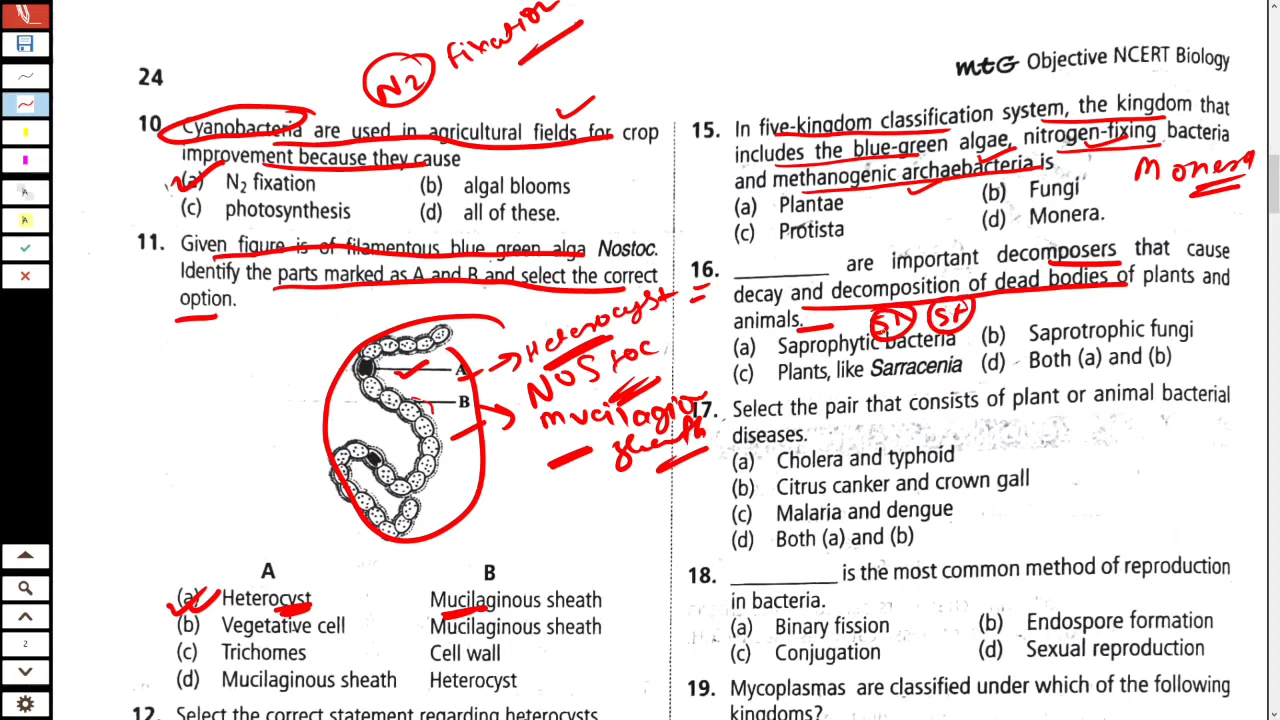 N2 fixation
24
mtG Objective NCERT Biology
10. Cyanobacteria are used in agricultural fields for crop
improvement because they cause
(a) N2 fixation (b) algal blooms
(c) photosynthesis (d) all of these.
11. Given figure is of filamentous blue green alga Nostoc.
Identify the parts marked as A and B and select the correct
option.
A
B
Heterocyst
Nostoc
A B
(a) Heterocyst Mucilaginous sheath
(b) Vegetative cell Mucilaginous sheath
(c) Trichomes Cell wall
(d) Mucilaginous sheath Heterocyst
12. Select the correct statement regarding heterocysts
15. In five-kingdom classification system, the kingdom that
includes the blue-green algae, nitrogen-fixing bacteria
and methanogenic archaebacteria is
Monera
(a) Plantae (b) Fungi
(c) Protista (d) Monera.
16. ________ are important decomposers that cause
decay and decomposition of dead bodies of plants and
animals.
(a) Saprophytic bacteria (b) Saprotrophic fungi
(c) Plants, like Sarracenia (d) Both (a) and (b)
17. Select the pair that consists of plant or animal bacterial
diseases.
(a) Cholera and typhoid
(b) Citrus canker and crown gall
(c) Malaria and dengue
(d) Both (a) and (b)
18. ________ is the most common method of reproduction
in bacteria.
(a) Binary fission (b) Endospore formation
(c) Conjugation (d) Sexual reproduction
19. Mycoplasmas are classified under which of the following
kingdoms?
2